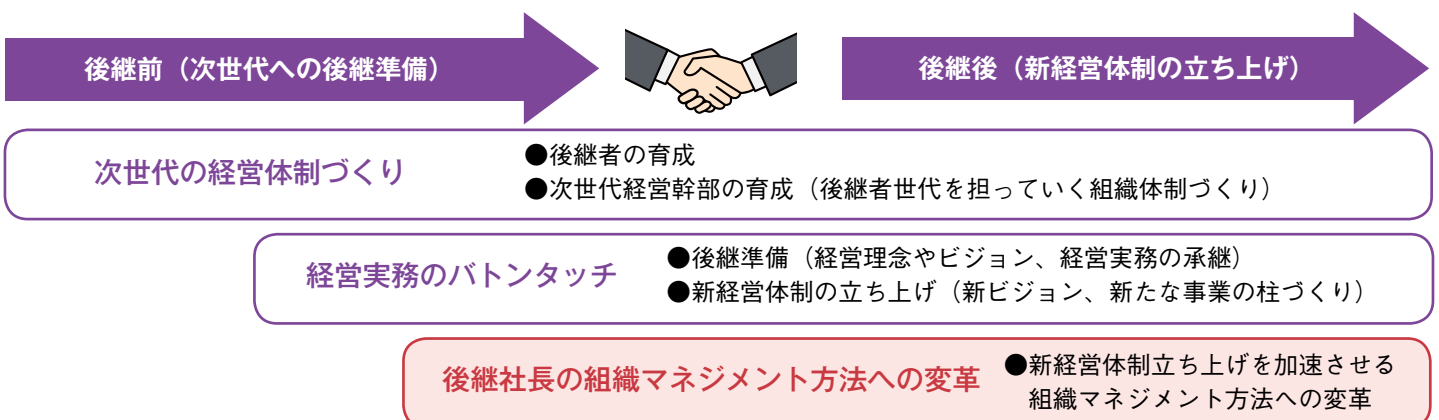 後継前（次世代への後継準備）
後継後（新経営体制の立ち上げ）
次世代の経営体制づくり
●後継者の育成
●次世代経営幹部の育成（後継者世代を担っていく組織体制づくり）
経営実務のバトンタッチ
●後継準備（経営理念やビジョン、経営実務の承継）
●新経営体制の立ち上げ（新ビジョン、新たな事業の柱づくり）
後継社長の組織マネジメント方法への変革
●新経営体制立ち上げを加速させる
組織マネジメント方法への変革